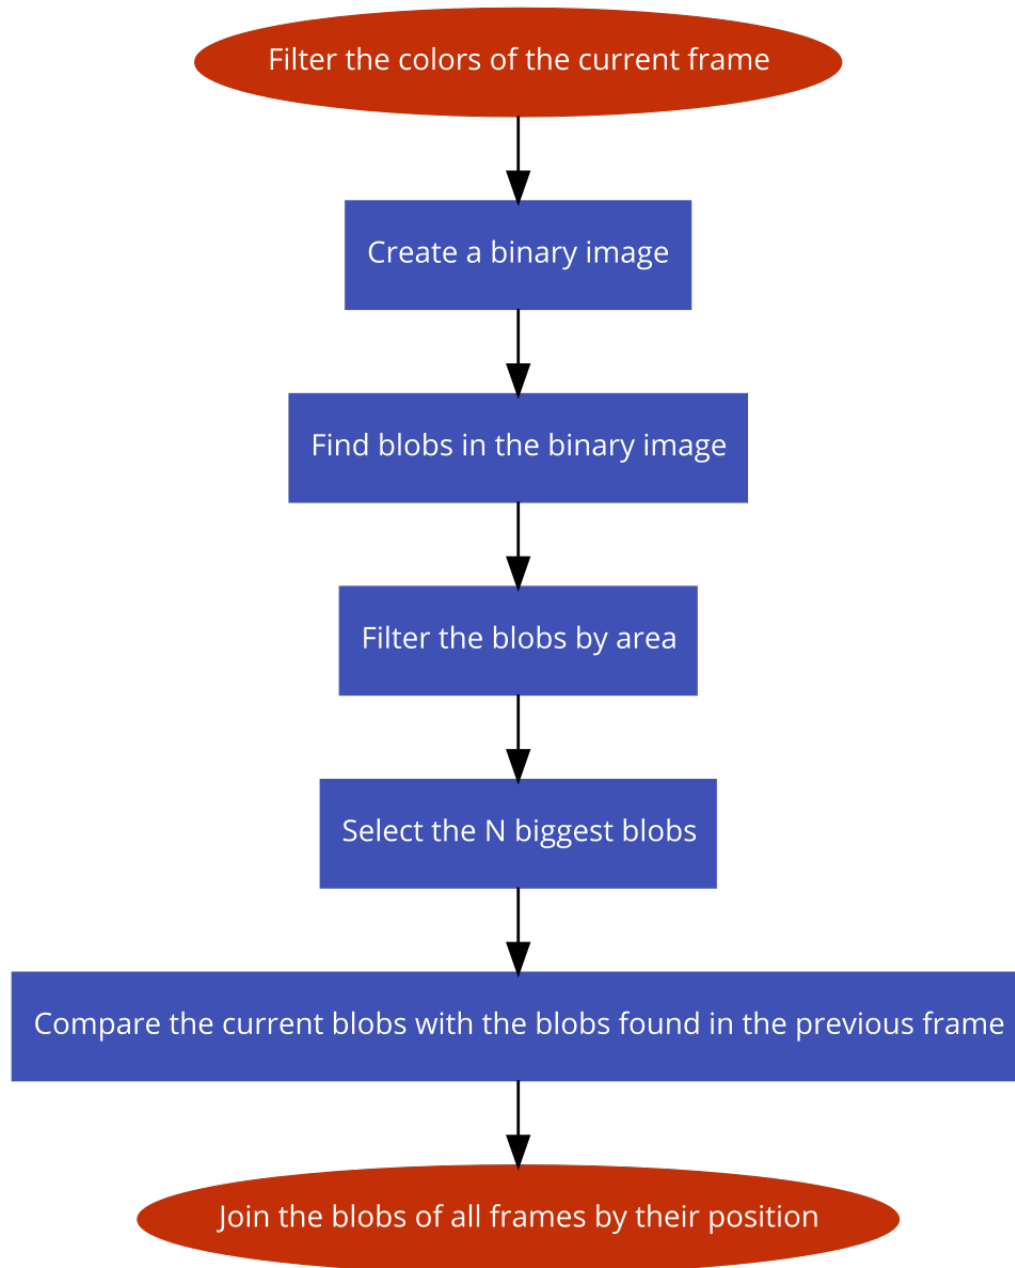 Filter the colors of the current frame
Create a binary image
Find blobs in the binary image
Filter the blobs by area
Select the N biggest blobs
Compare the current blobs with the blobs found in the previous frame
Join the blobs of all frames by their position